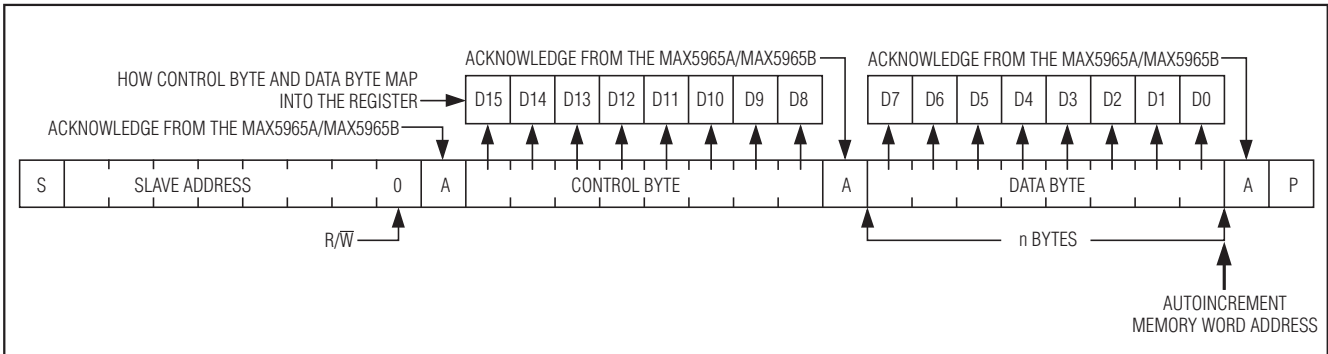 ACKNOWLEDGE FROM THE MAX5965A/MAX5965B
ACKNOWLEDGE FROM THE MAX5965A/MAX5965B
HOW CONTROL BYTE AND DATA BYTE MAP
INTO THE REGISTER
D15 D14 D13 D12 D11 D10 D9 D8
D7 D6 D5 D4 D3 D2 D1 D0
ACKNOWLEDGE FROM THE MAX5965A/MAX5965B
S SLAVE ADDRESS 0 A CONTROL BYTE A DATA BYTE A P
R/W̅
n BYTES
AUTOINCREMENT
MEMORY WORD ADDRESS